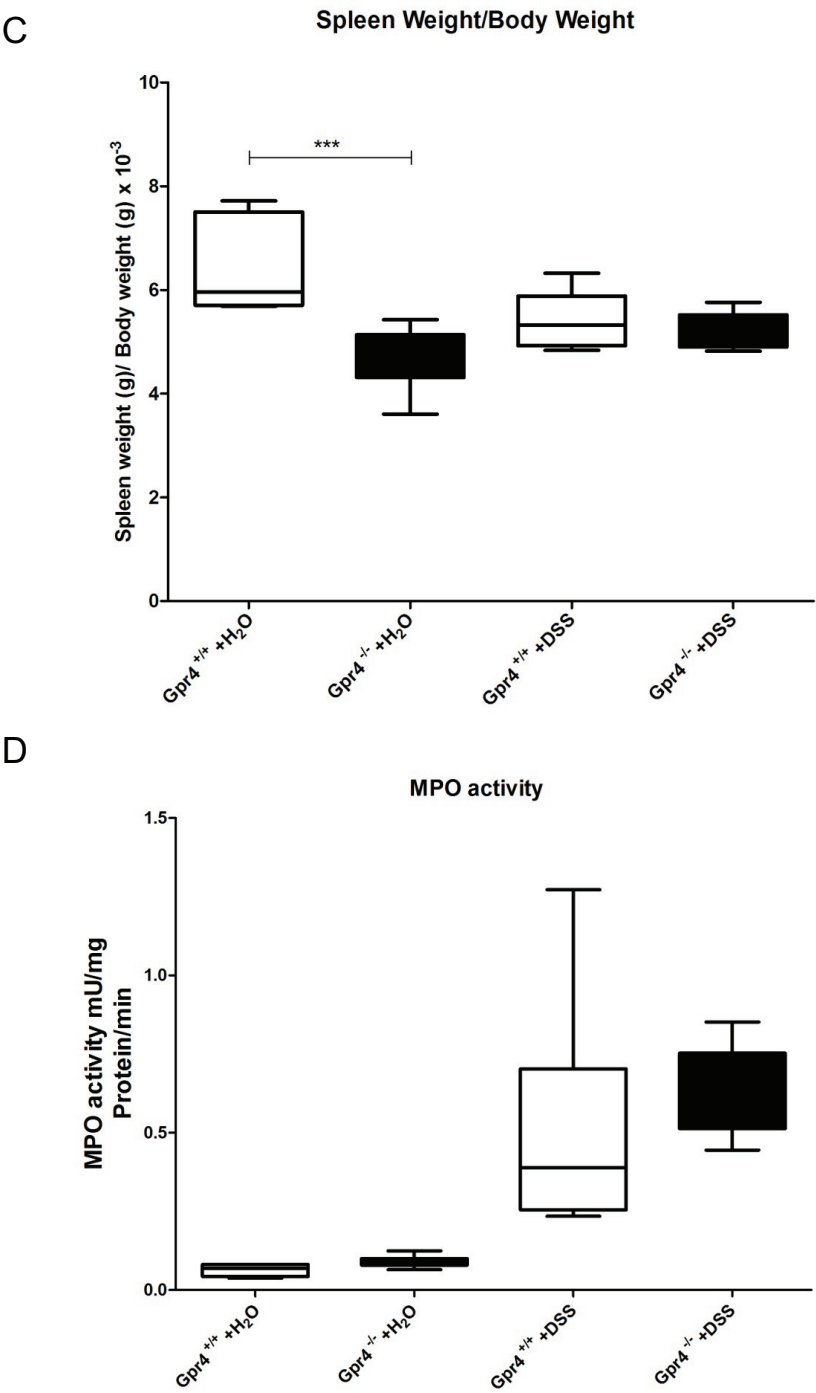 C
Spleen Weight/Body Weight
Spleen weight (g)/ Body weight (g) x 10⁻³
10
8
6
4
2
0
***
Gpr4⁺/⁺ +H₂O
Gpr4⁻/⁻ +H₂O
Gpr4⁺/⁺ +DSS
Gpr4⁻/⁻ +DSS
D
MPO activity
MPO activity mU/mg
Protein/min
1.5
1.0
0.5
0.0
Gpr4⁺/⁺ +H₂O
Gpr4⁻/⁻ +H₂O
Gpr4⁺/⁺ +DSS
Gpr4⁻/⁻ +DSS